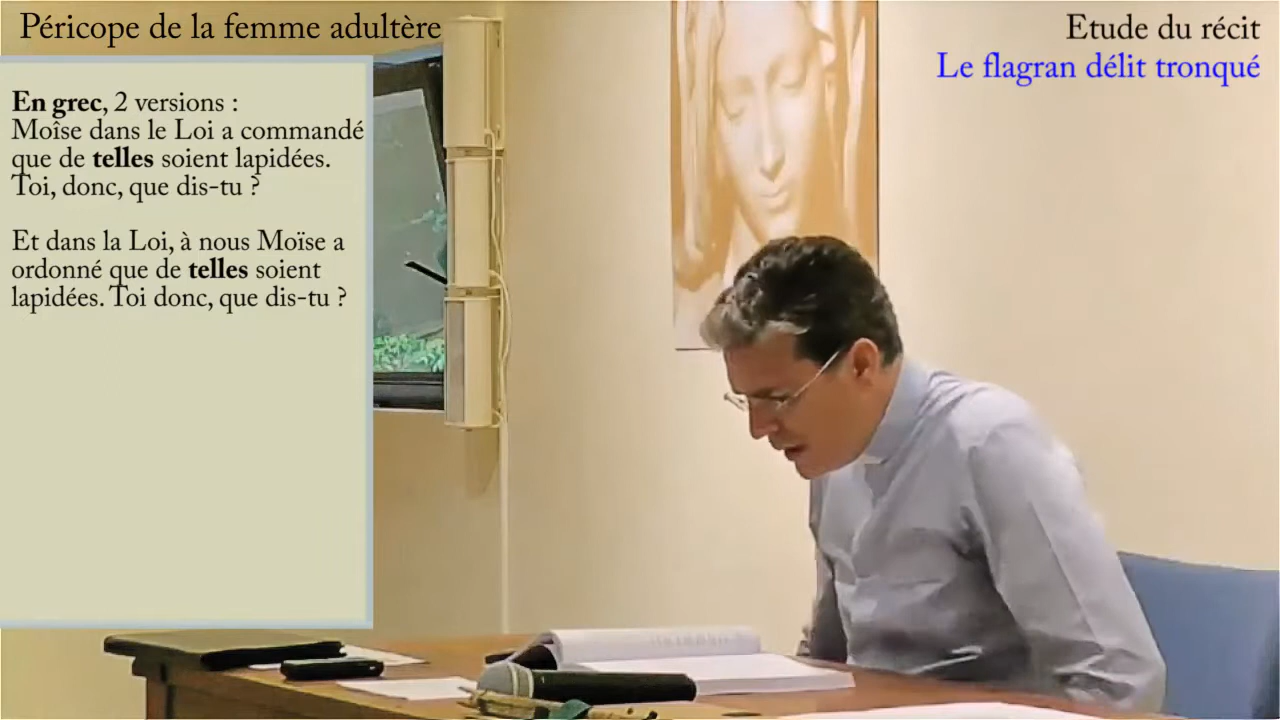 Péricope de la femme adultère
Etude du récit
Le flagran délit tronqué
En grec, 2 versions :
Moîse dans le Loi a commandé
que de telles soient lapidées.
Toi, donc, que dis-tu ?
Et dans la Loi, à nous Moïse a
ordonné que de telles soient
lapidées. Toi donc, que dis-tu ?